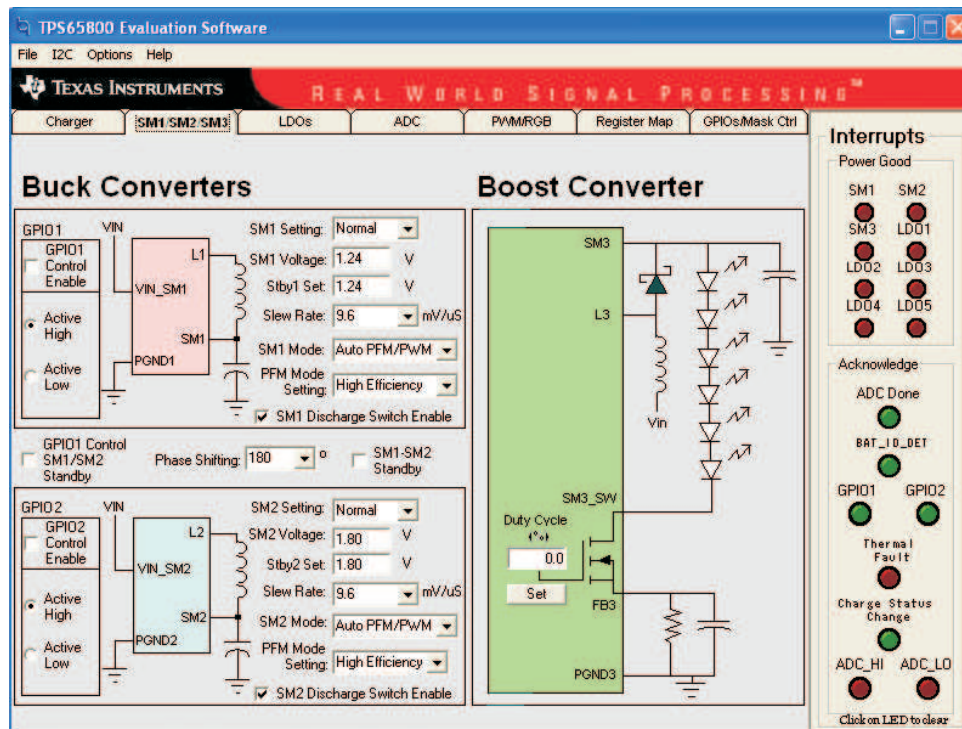 TPS65800 Evaluation Software
File I2C Options Help
TEXAS INSTRUMENTS
REAL WORLD SIGNAL PROCESSING™
Charger SM1/SM2/SM3 LDOs ADC PWM/RGB Register Map GPIOs/Mask Ctrl
Buck Converters
GPIO1
GPIO1 Control Enable
Active High
Active Low
VIN
L1
VIN_SM1
SM1
PGND1
SM1 Setting: Normal
SM1 Voltage: 1.24 V
Stby1 Set: 1.24 V
Slew Rate: 9.6 mV/uS
SM1 Mode: Auto PFM/PWM
PFM Mode Setting: High Efficiency
SM1 Discharge Switch Enable
GPIO1 Control SM1/SM2 Standby
Phase Shifting: 180 o
SM1-SM2 Standby
GPIO2
GPIO2 Control Enable
Active High
Active Low
VIN
L2
VIN_SM2
SM2
PGND2
SM2 Setting: Normal
SM2 Voltage: 1.80 V
Stby2 Set: 1.80 V
Slew Rate: 9.6 mV/uS
SM2 Mode: Auto PFM/PWM
PFM Mode Setting: High Efficiency
SM2 Discharge Switch Enable
Boost Converter
SM3
L3
Vin
SM3_SW
Duty Cycle
(%)
0.0
Set
FB3
PGND3
Interrupts
Power Good
SM1 SM2
SM3 LDO1
LDO2 LDO3
LDO4 LDO5
Acknowledge
ADC Done
BAT_ID_DET
GPIO1 GPIO2
Thermal Fault
Charge Status Change
ADC_HI ADC_LO
Click on LED to clear